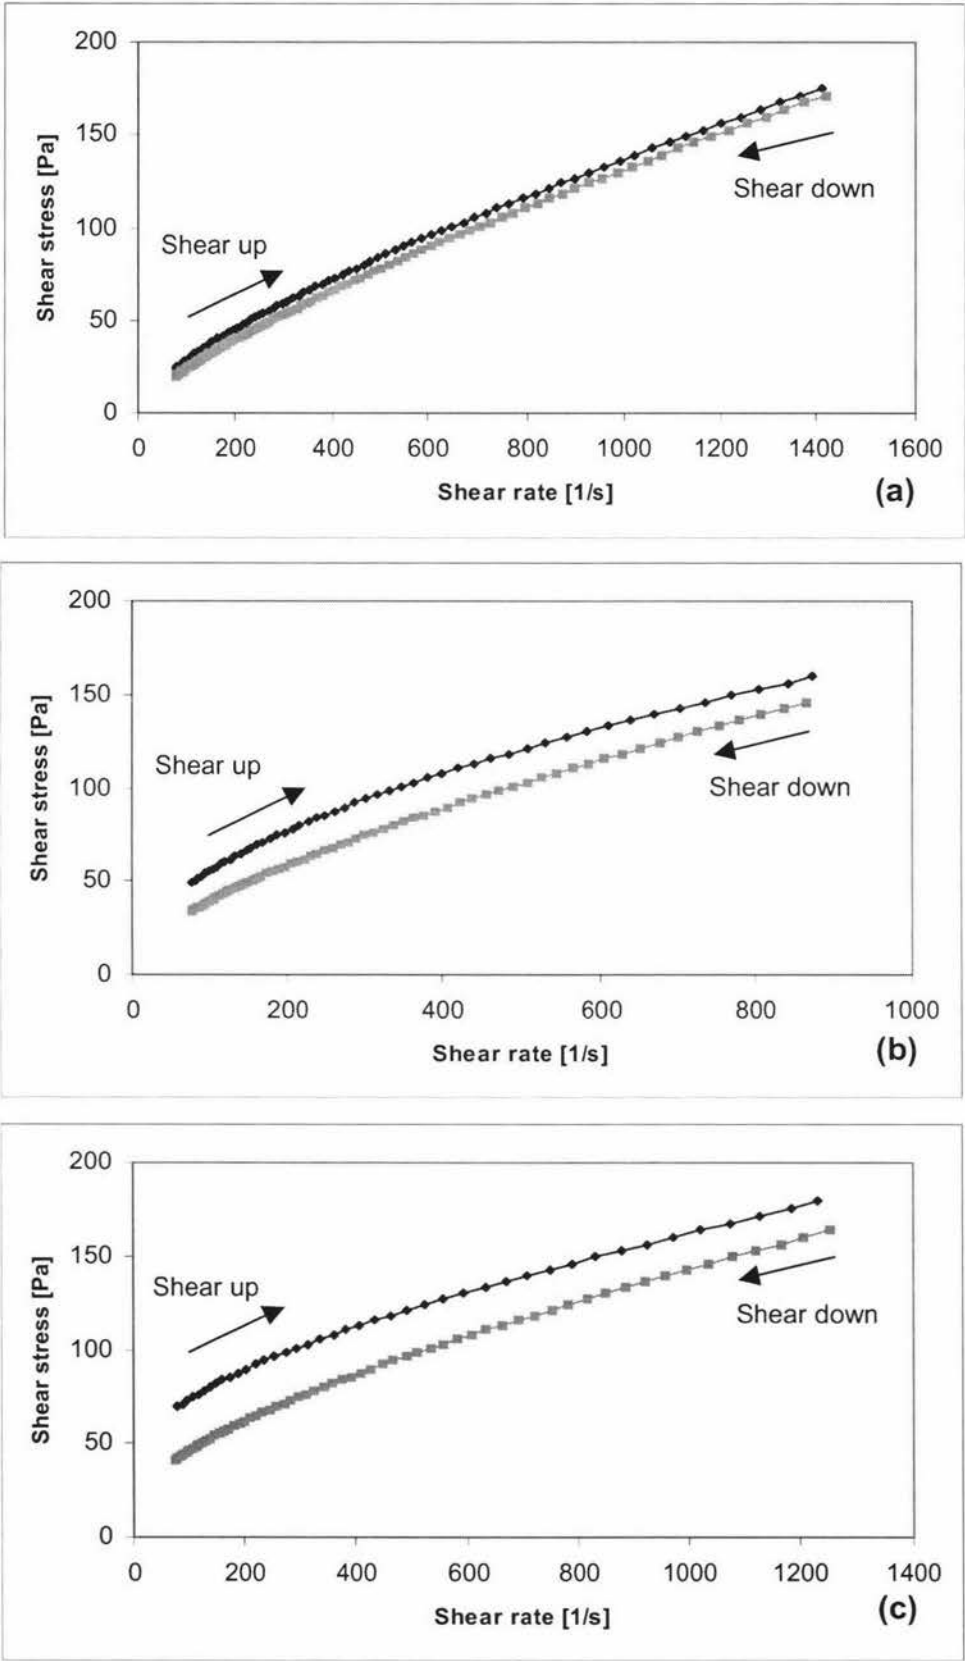 200
150
100
50
0
Shear stress [Pa]
Shear up
Shear down
0 200 400 600 800 1000 1200 1400 1600
Shear rate [1/s]
(a)
200
150
100
50
0
Shear stress [Pa]
Shear up
Shear down
0 200 400 600 800 1000
Shear rate [1/s]
(b)
200
150
100
50
0
Shear stress [Pa]
Shear up
Shear down
0 200 400 600 800 1000 1200 1400
Shear rate [1/s]
(c)